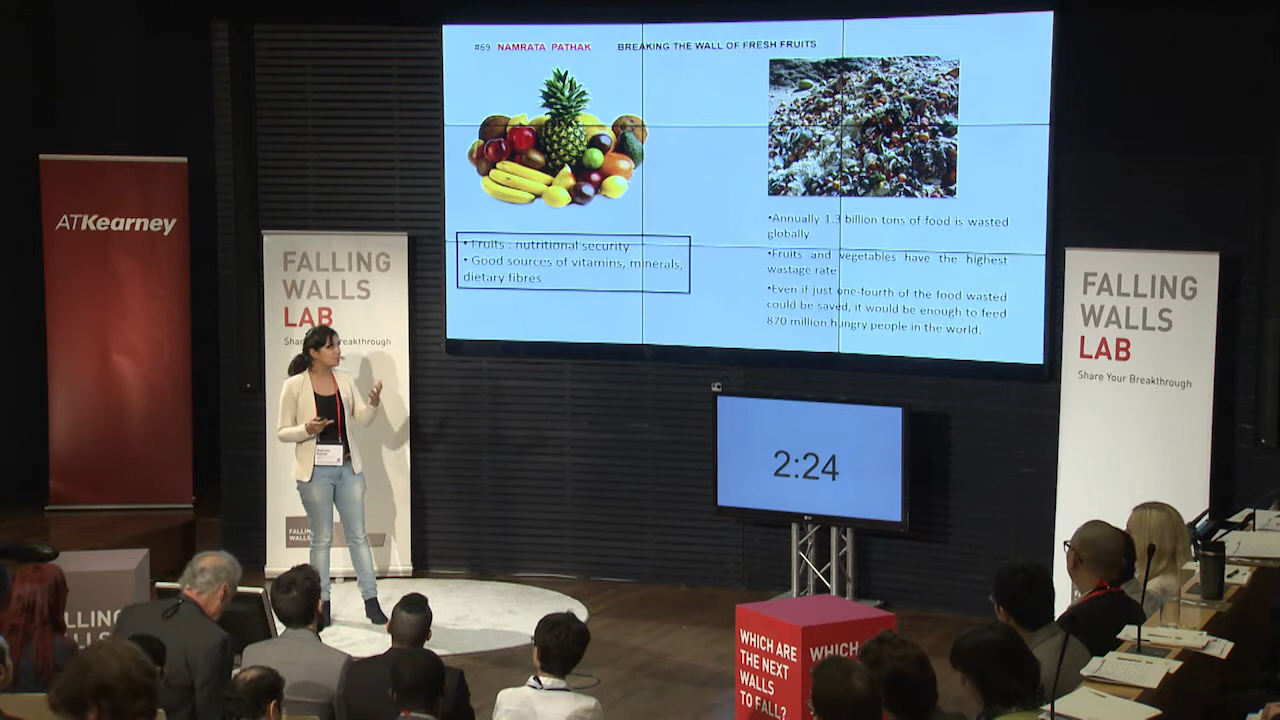 #69 NAMRATA PATHAK BREAKING THE WALL OF FRESH FRUITS
• Fruits : nutritional security
• Good sources of vitamins, minerals,
dietary fibres
•Annually 1.3 billion tons of food is wasted
globally
•Fruits and vegetables have the highest
wastage rate
•Even if just one-fourth of the food wasted
could be saved, it would be enough to feed
870 million hungry people in the world.
ATKearney
FALLING
WALLS
LAB
Share Your Breakthrough
FALLING
WALLS
LAB
Share Your Breakthrough
2:24
FALLING
WALLS
WHICH ARE
THE NEXT
WALLS
TO FALL?
WHICH